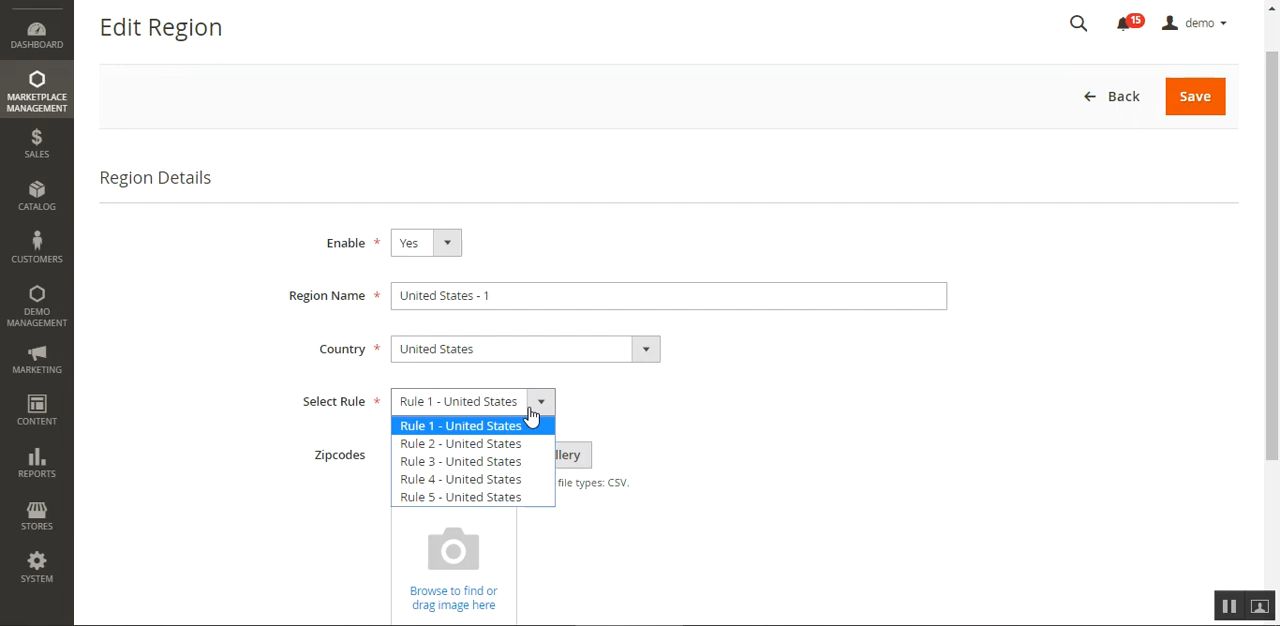 DASHBOARD
MARKETPLACE
MANAGEMENT
SALES
CATALOG
CUSTOMERS
DEMO
MANAGEMENT
MARKETING
CONTENT
REPORTS
STORES
SYSTEM
Edit Region
15
demo
Back
Save
Region Details
Enable *
Yes
Region Name *
United States - 1
Country *
United States
Select Rule *
Rule 1 - United States
Rule 1 - United States
Rule 2 - United States
Rule 3 - United States
Rule 4 - United States
Rule 5 - United States
Zipcodes
llery
file types: CSV.
Browse to find or
drag image here